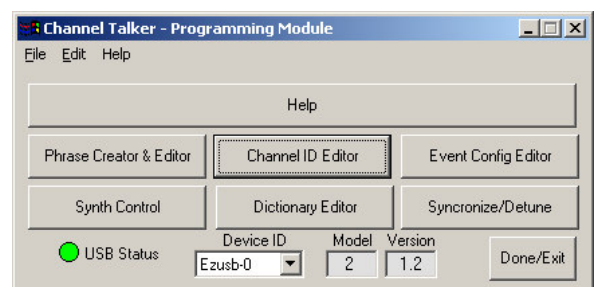 Channel Talker - Programming Module
File Edit Help
Help
Phrase Creator & Editor Channel ID Editor Event Config Editor
Synth Control Dictionary Editor Syncronize/Detune
Device ID Model Version
USB Status Ezusb-0 2 1.2 Done/Exit